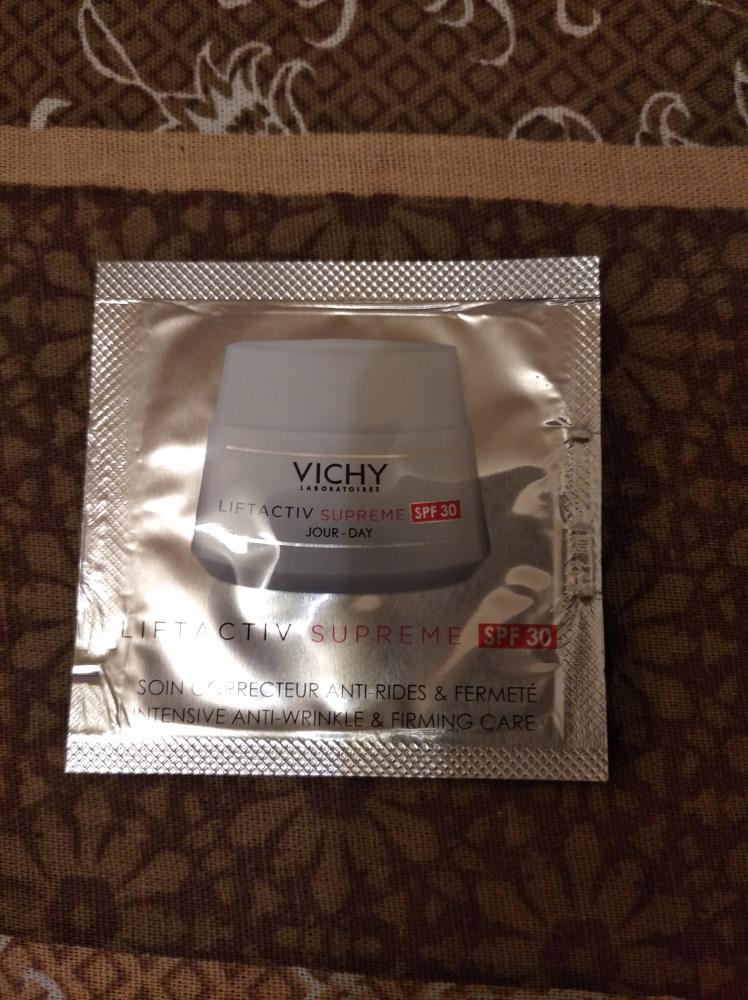 VICHY
LABORATOIRES
LIFTACTIV SUPREME SPF 30
JOUR - DAY
LIFTACTIV SUPREME SPF 30
SOIN CORRECTEUR ANTI-RIDES & FERMETÉ
INTENSIVE ANTI-WRINKLE & FIRMING CARE